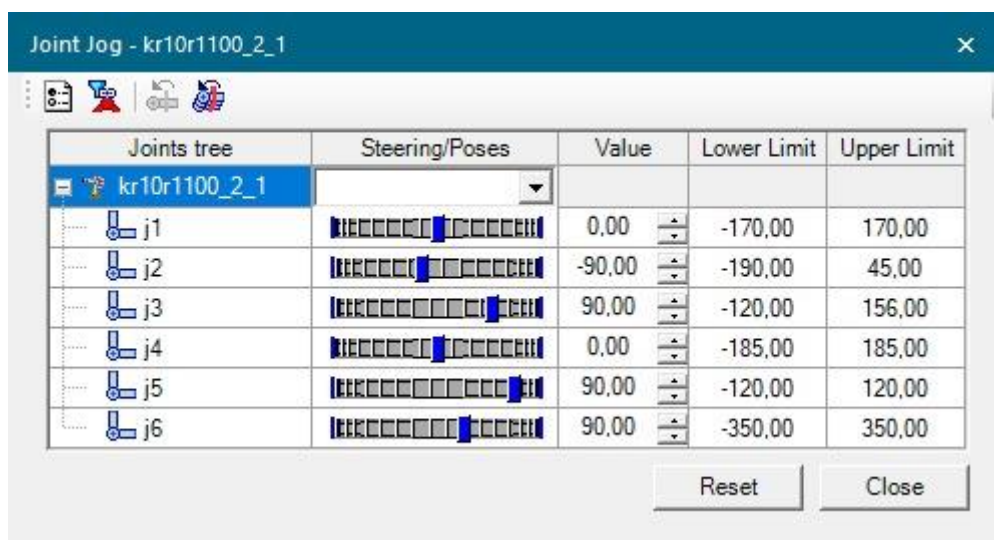 Joint Jog - kr10r1100_2_1
Joints tree Steering/Poses Value Lower Limit Upper Limit
kr10r1100_2_1
j1 0,00 -170,00 170,00
j2 -90,00 -190,00 45,00
j3 90,00 -120,00 156,00
j4 0,00 -185,00 185,00
j5 90,00 -120,00 120,00
j6 90,00 -350,00 350,00
Reset Close